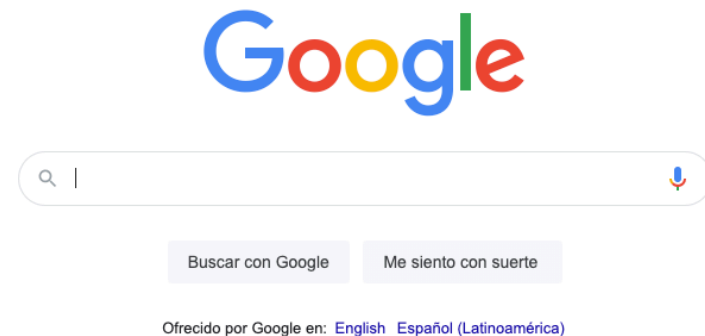 Google
Buscar con Google Me siento con suerte
Ofrecido por Google en: English Español (Latinoamérica)